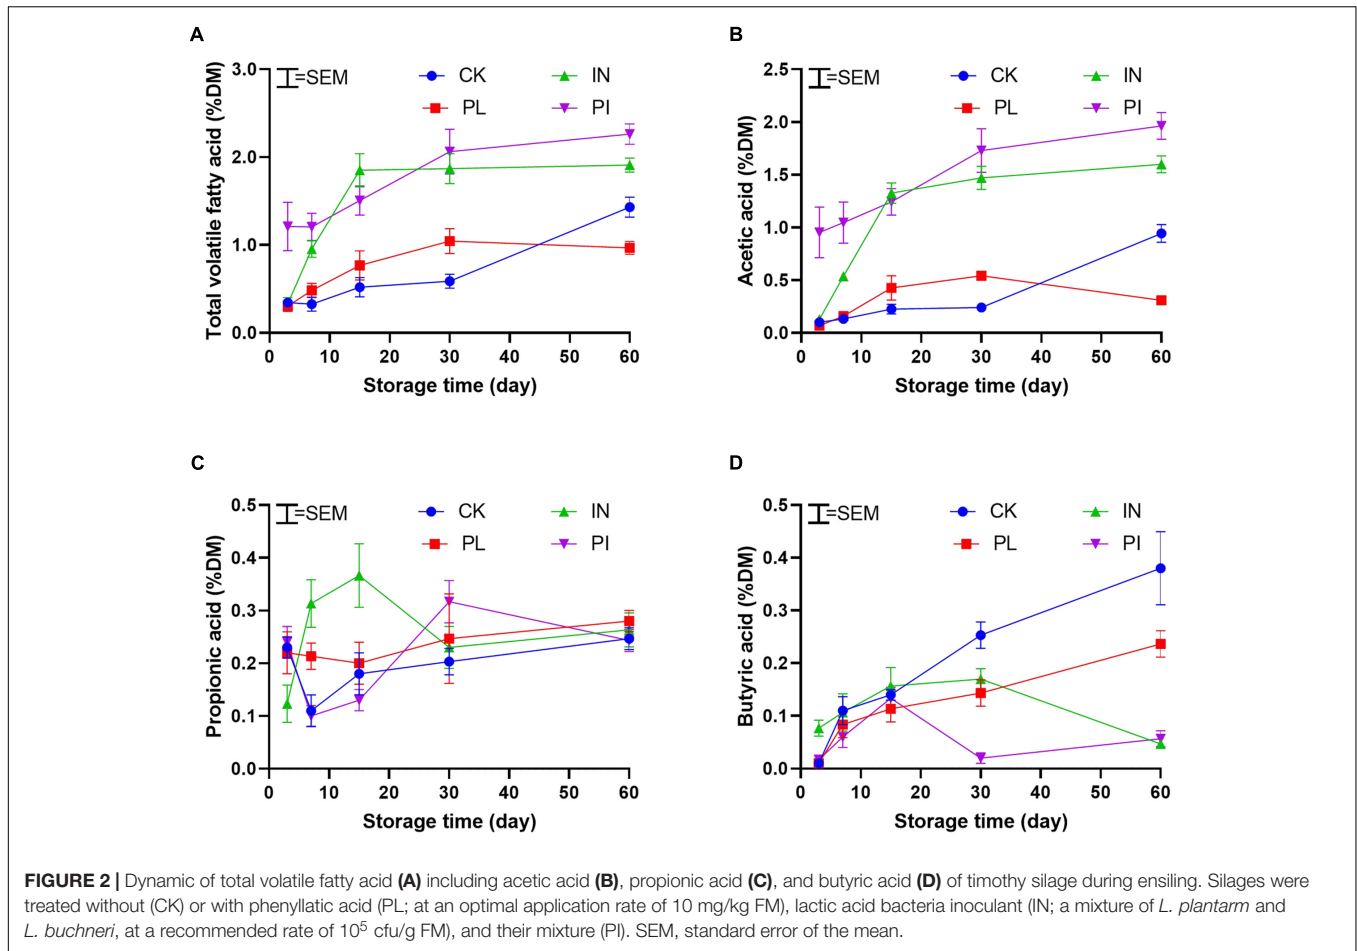 A
Total volatile fatty acid (%DM)
3.0
2.0
1.0
0.0
=SEM
CK
IN
PL
PI
0 10 20 30 40 50 60
Storage time (day)
B
Acetic acid (%DM)
2.5
2.0
1.5
1.0
0.5
0.0
=SEM
CK
IN
PL
PI
0 10 20 30 40 50 60
Storage time (day)
C
Propionic acid (%DM)
0.5
0.4
0.3
0.2
0.1
0.0
=SEM
CK
IN
PL
PI
0 10 20 30 40 50 60
Storage time (day)
D
Butyric acid (%DM)
0.5
0.4
0.3
0.2
0.1
0.0
=SEM
CK
IN
PL
PI
0 10 20 30 40 50 60
Storage time (day)
FIGURE 2 | Dynamic of total volatile fatty acid (A) including acetic acid (B), propionic acid (C), and butyric acid (D) of timothy silage during ensiling. Silages were
treated without (CK) or with phenyllatic acid (PL; at an optimal application rate of 10 mg/kg FM), lactic acid bacteria inoculant (IN; a mixture of L. plantarm and
L. buchneri, at a recommended rate of 10⁵ cfu/g FM), and their mixture (PI). SEM, standard error of the mean.